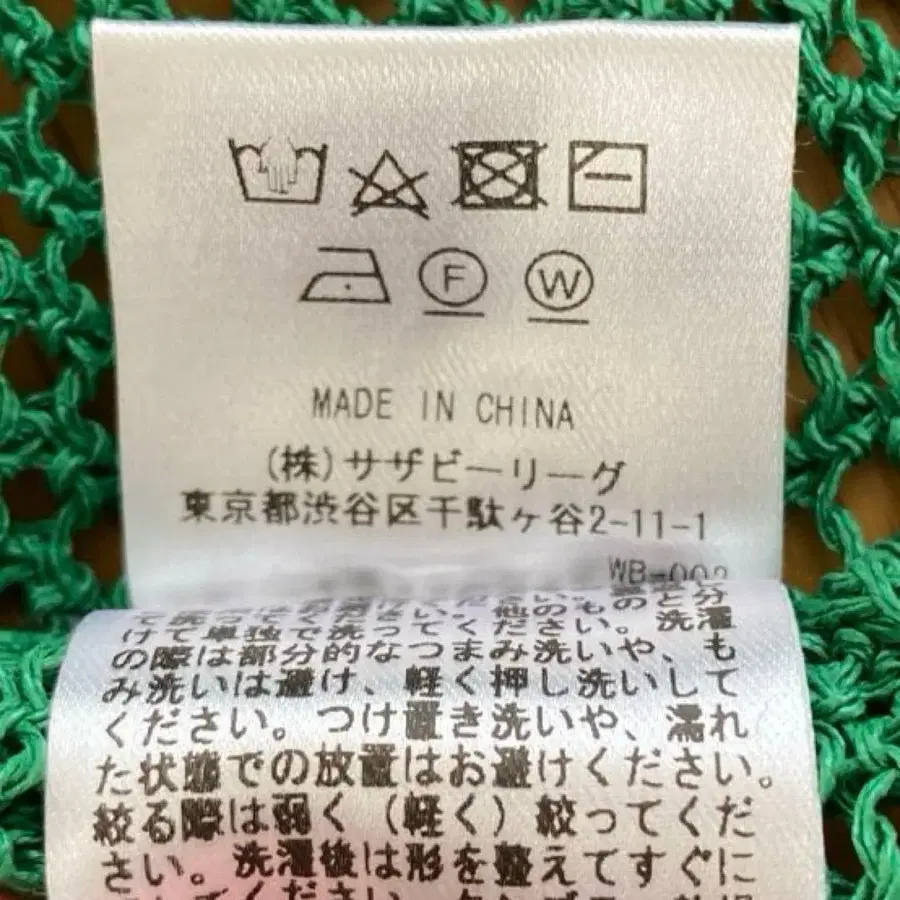 F W
MADE IN CHINA
(株)サザビーリーグ
東京都渋谷区千駄ヶ谷2-11-1
WB-002
けて単独で洗ってください。洗濯
の際は部分的なつまみ洗いや、も
み洗いは避け、軽く押し洗いして
ください。つけ置き洗いや、濡れ
た状態での放置はお避けください。
絞る際は弱く(軽く)絞ってくだ
さい。洗濯後は形を整えてすぐに